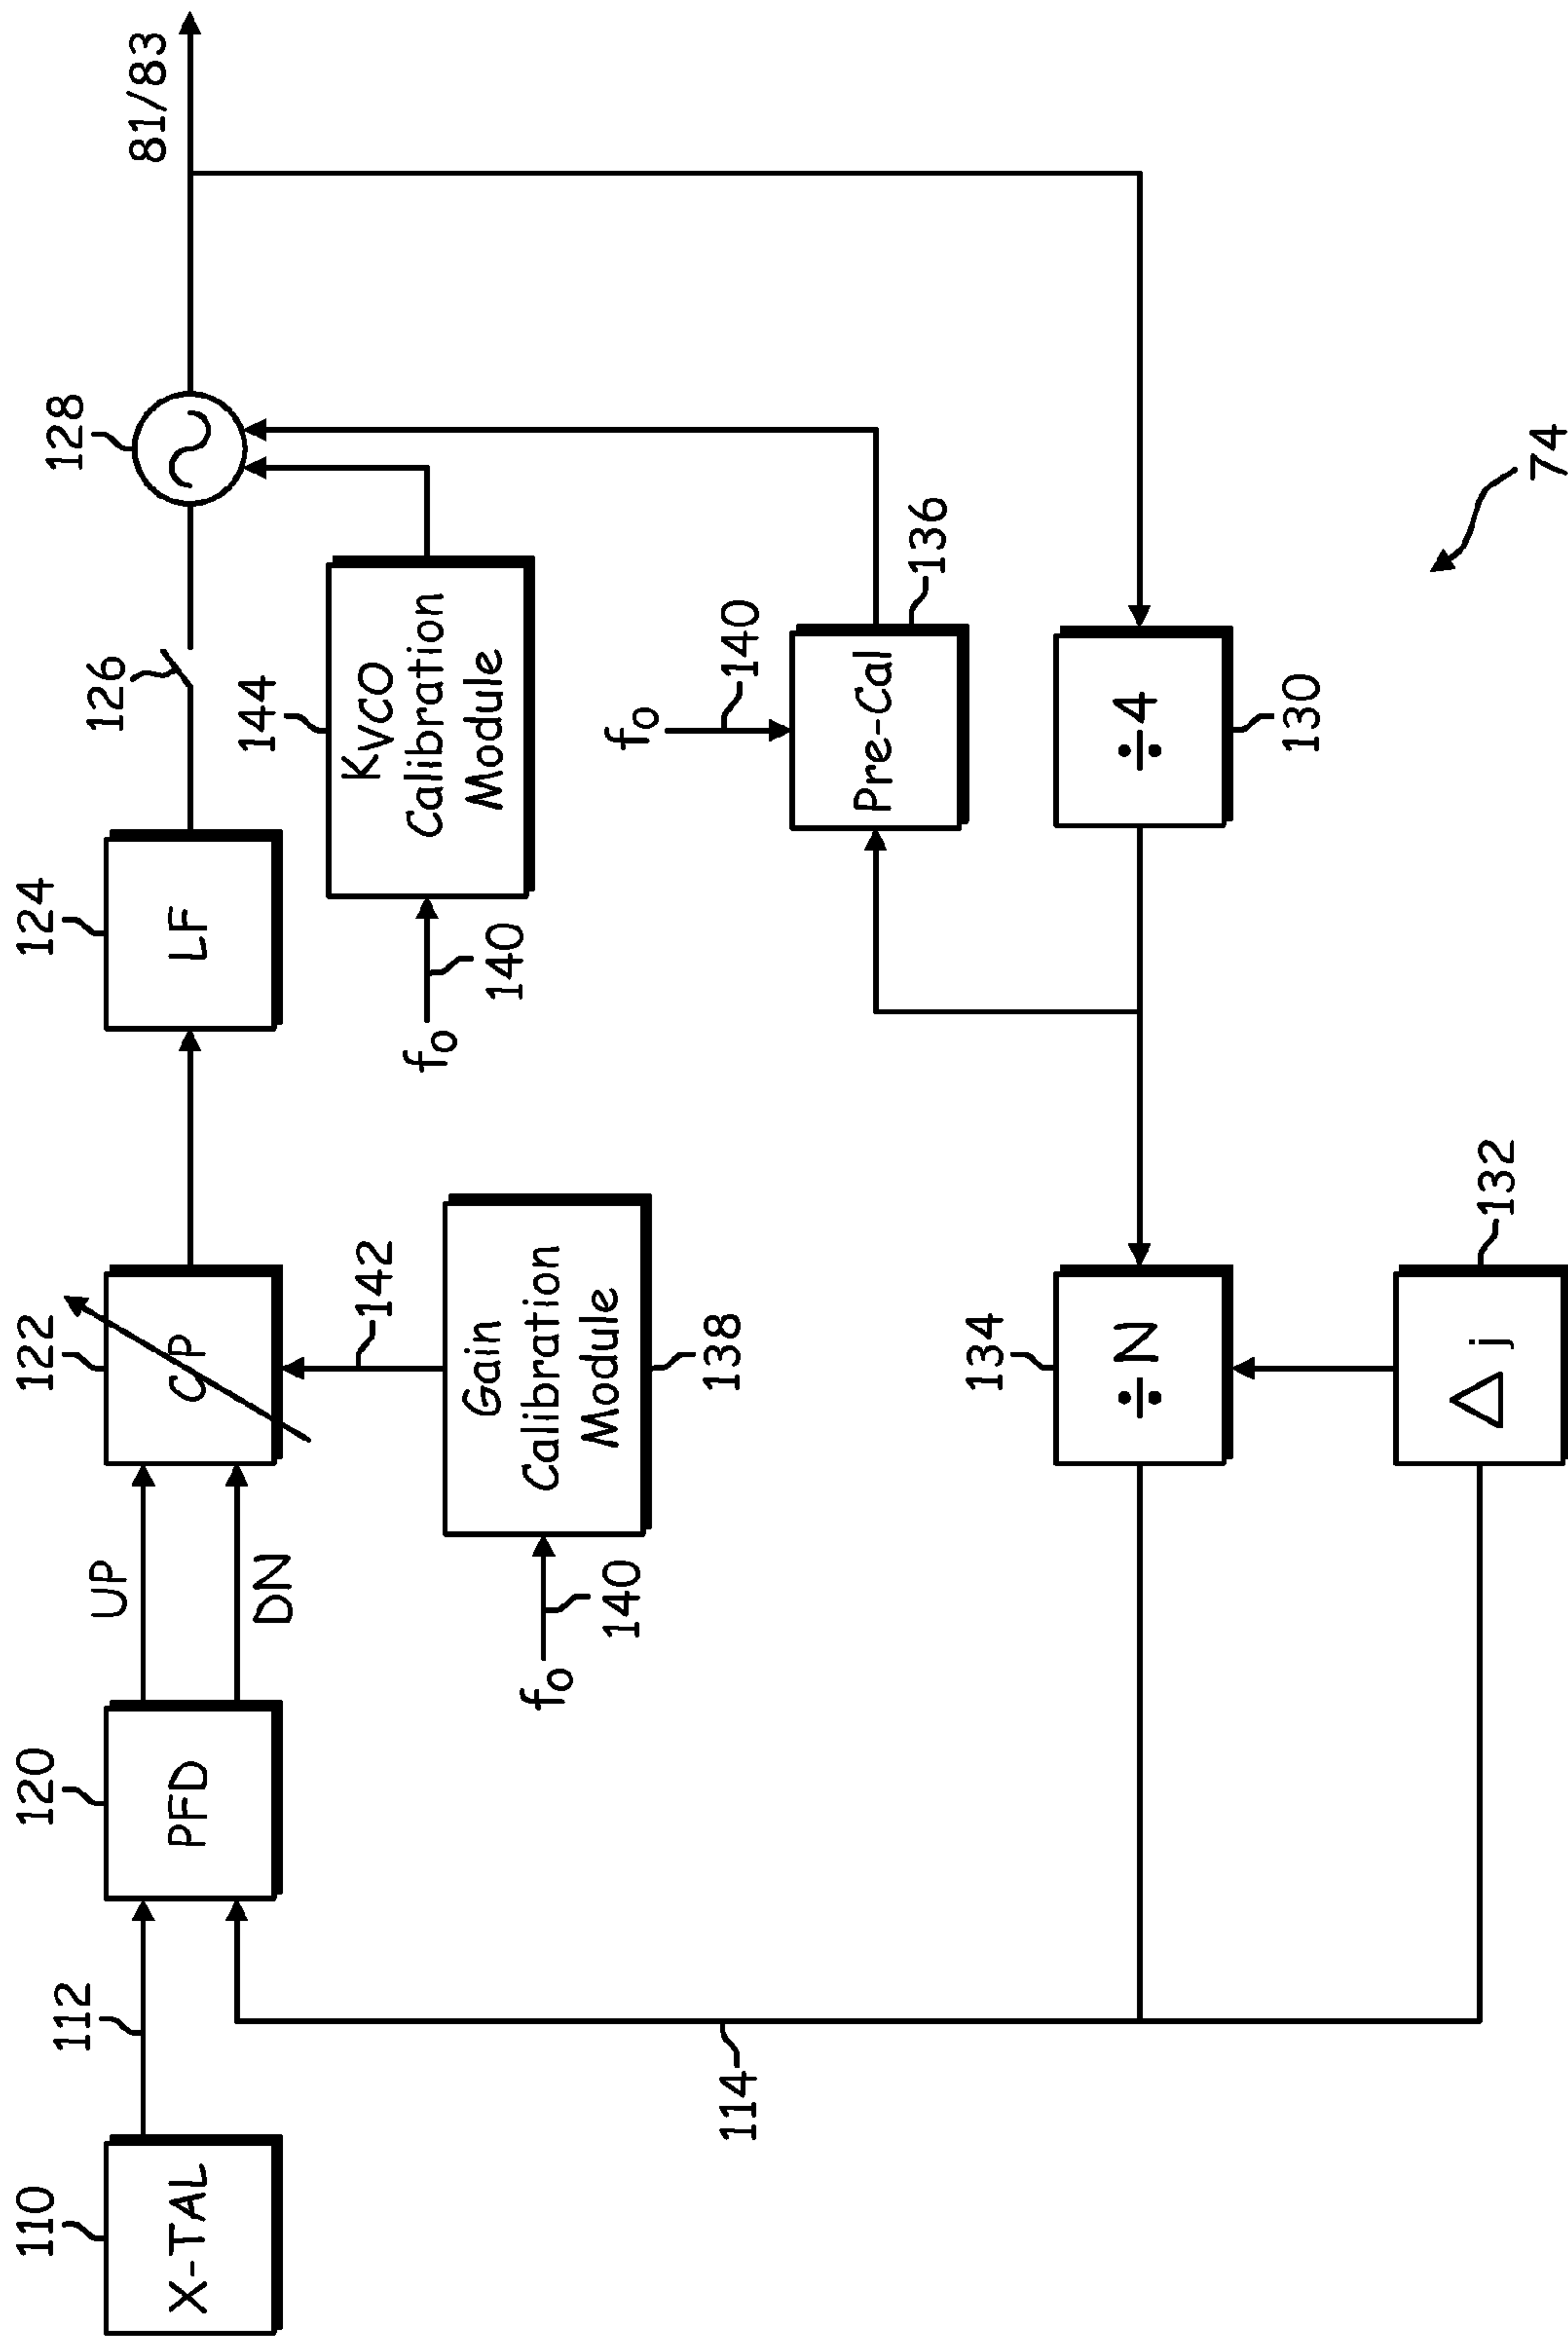 110
X-TAL
112
120
PFD
UP
DN
122
CP
124
LF
126
128
81/83
142
Gain
Calibration
Module
138
fo
140
144
KVCO
Calibration
Module
fo
140
fo
140
Pre-Cal
136
114
134
÷N
÷4
130
Δj
132
74